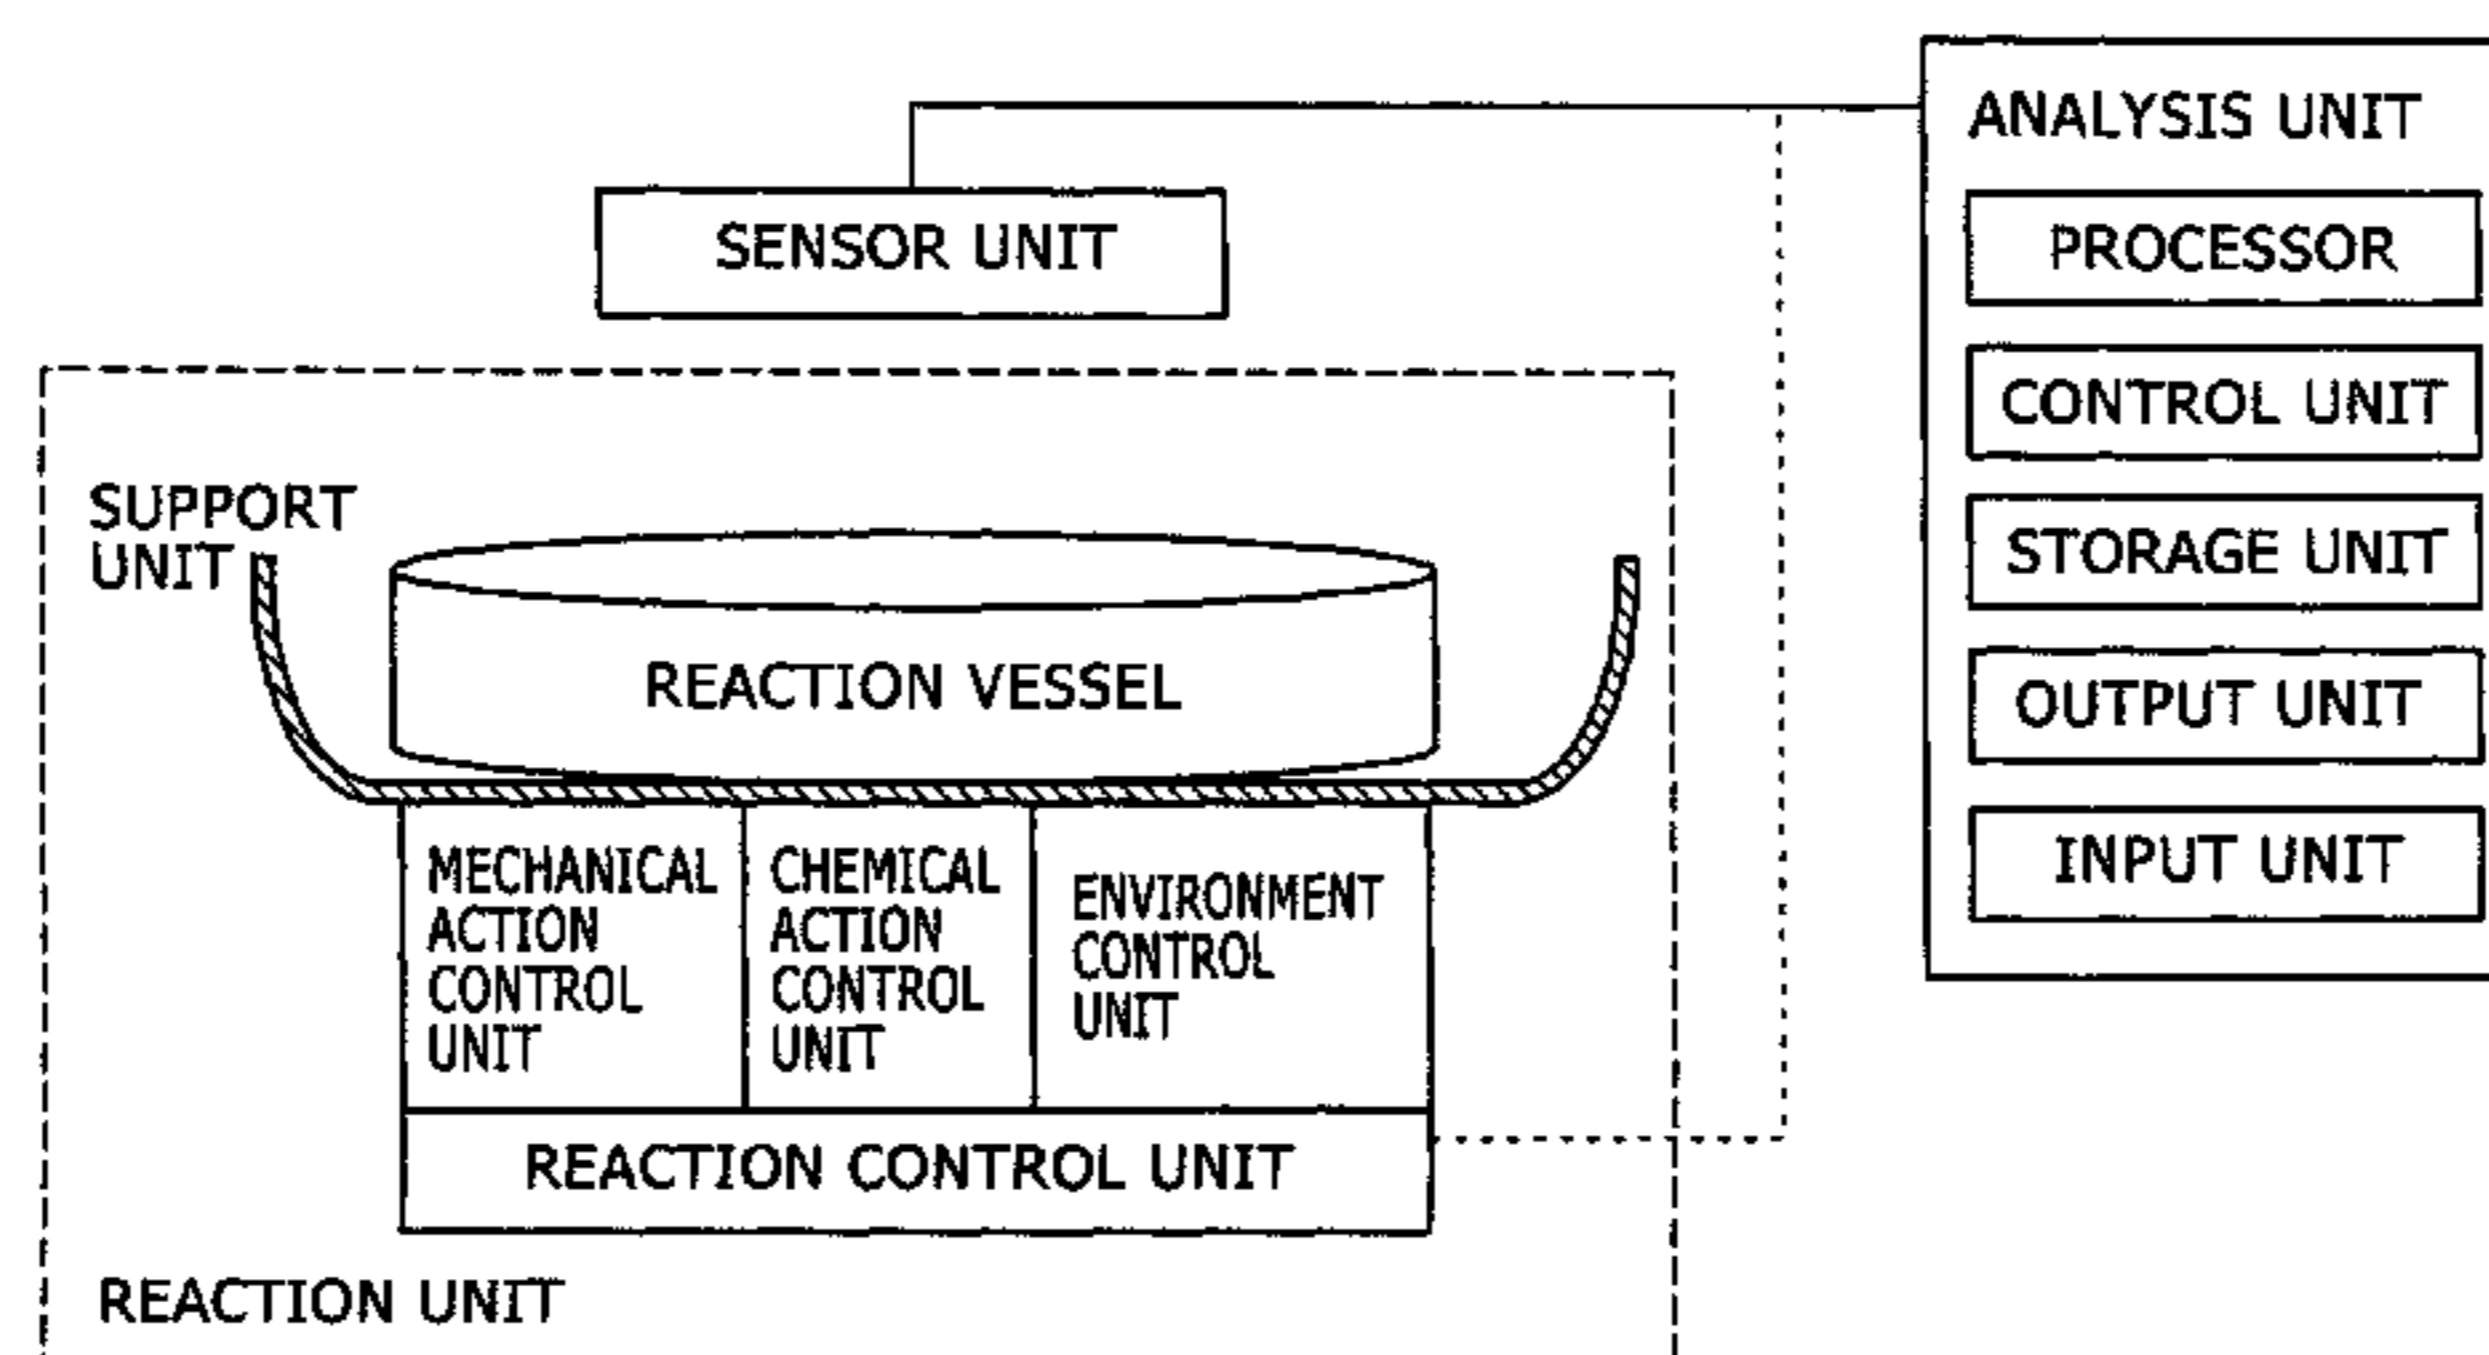 ANALYSIS UNIT
SENSOR UNIT
PROCESSOR
CONTROL UNIT
STORAGE UNIT
OUTPUT UNIT
INPUT UNIT
SUPPORT
UNIT
REACTION VESSEL
MECHANICAL
ACTION
CONTROL
UNIT
CHEMICAL
ACTION
CONTROL
UNIT
ENVIRONMENT
CONTROL
UNIT
REACTION CONTROL UNIT
REACTION UNIT